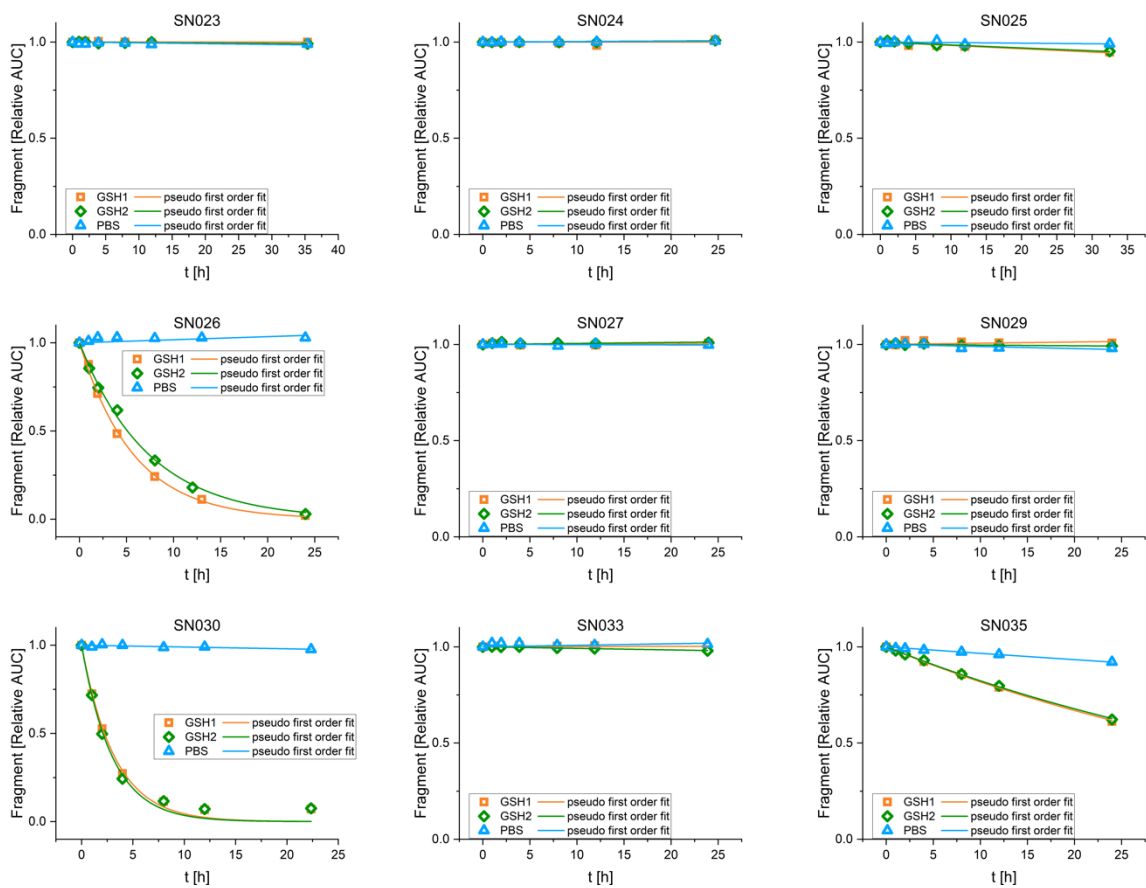 SN023
Fragment [Relative AUC]
1.0
0.5
0.0
GSH1 pseudo first order fit
GSH2 pseudo first order fit
PBS pseudo first order fit
0 5 10 15 20 25 30 35 40
t [h]
SN024
Fragment [Relative AUC]
1.0
0.5
0.0
GSH1 pseudo first order fit
GSH2 pseudo first order fit
PBS pseudo first order fit
0 5 10 15 20 25
t [h]
SN025
Fragment [Relative AUC]
1.0
0.5
0.0
GSH1 pseudo first order fit
GSH2 pseudo first order fit
PBS pseudo first order fit
0 5 10 15 20 25 30 35
t [h]
SN026
Fragment [Relative AUC]
1.0
0.5
0.0
GSH1 pseudo first order fit
GSH2 pseudo first order fit
PBS pseudo first order fit
0 5 10 15 20 25
t [h]
SN027
Fragment [Relative AUC]
1.0
0.5
0.0
GSH1 pseudo first order fit
GSH2 pseudo first order fit
PBS pseudo first order fit
0 5 10 15 20 25
t [h]
SN029
Fragment [Relative AUC]
1.0
0.5
0.0
GSH1 pseudo first order fit
GSH2 pseudo first order fit
PBS pseudo first order fit
0 5 10 15 20 25
t [h]
SN030
Fragment [Relative AUC]
1.0
0.5
0.0
GSH1 pseudo first order fit
GSH2 pseudo first order fit
PBS pseudo first order fit
0 5 10 15 20 25
t [h]
SN033
Fragment [Relative AUC]
1.0
0.5
0.0
GSH1 pseudo first order fit
GSH2 pseudo first order fit
PBS pseudo first order fit
0 5 10 15 20 25
t [h]
SN035
Fragment [Relative AUC]
1.0
0.5
0.0
GSH1 pseudo first order fit
GSH2 pseudo first order fit
PBS pseudo first order fit
0 5 10 15 20 25
t [h]